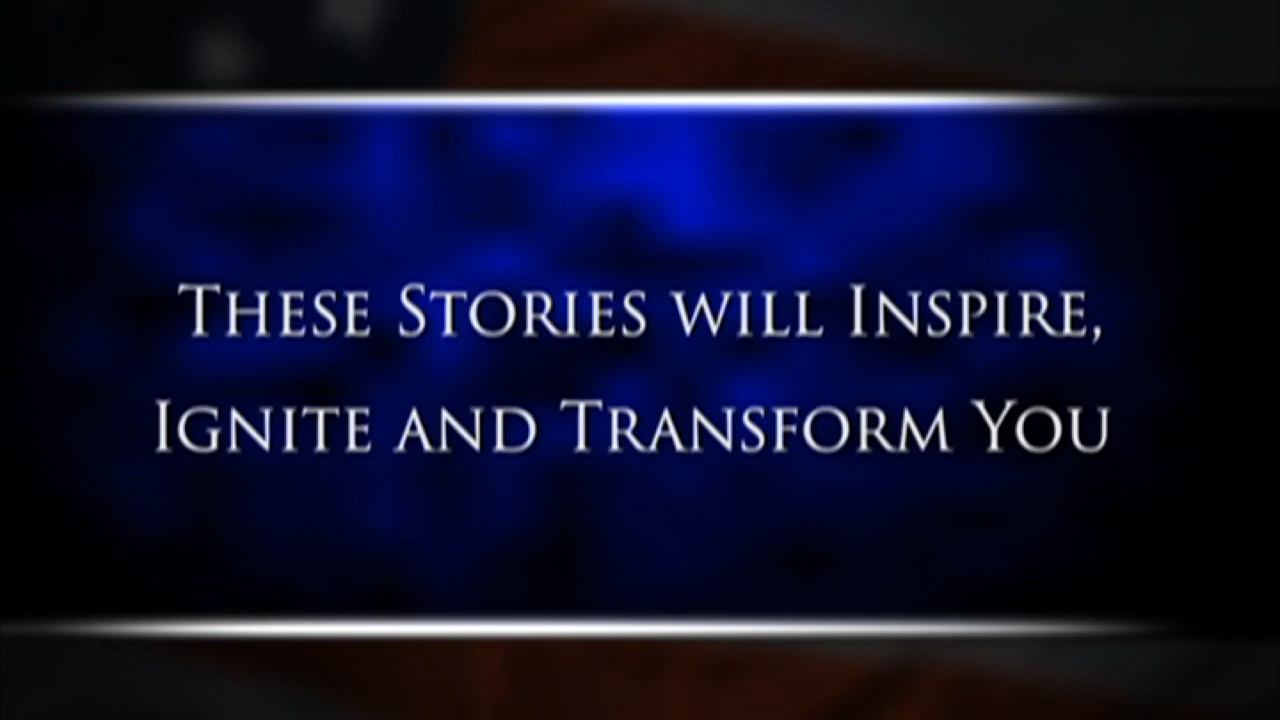 These Stories will Inspire,
Ignite and Transform You